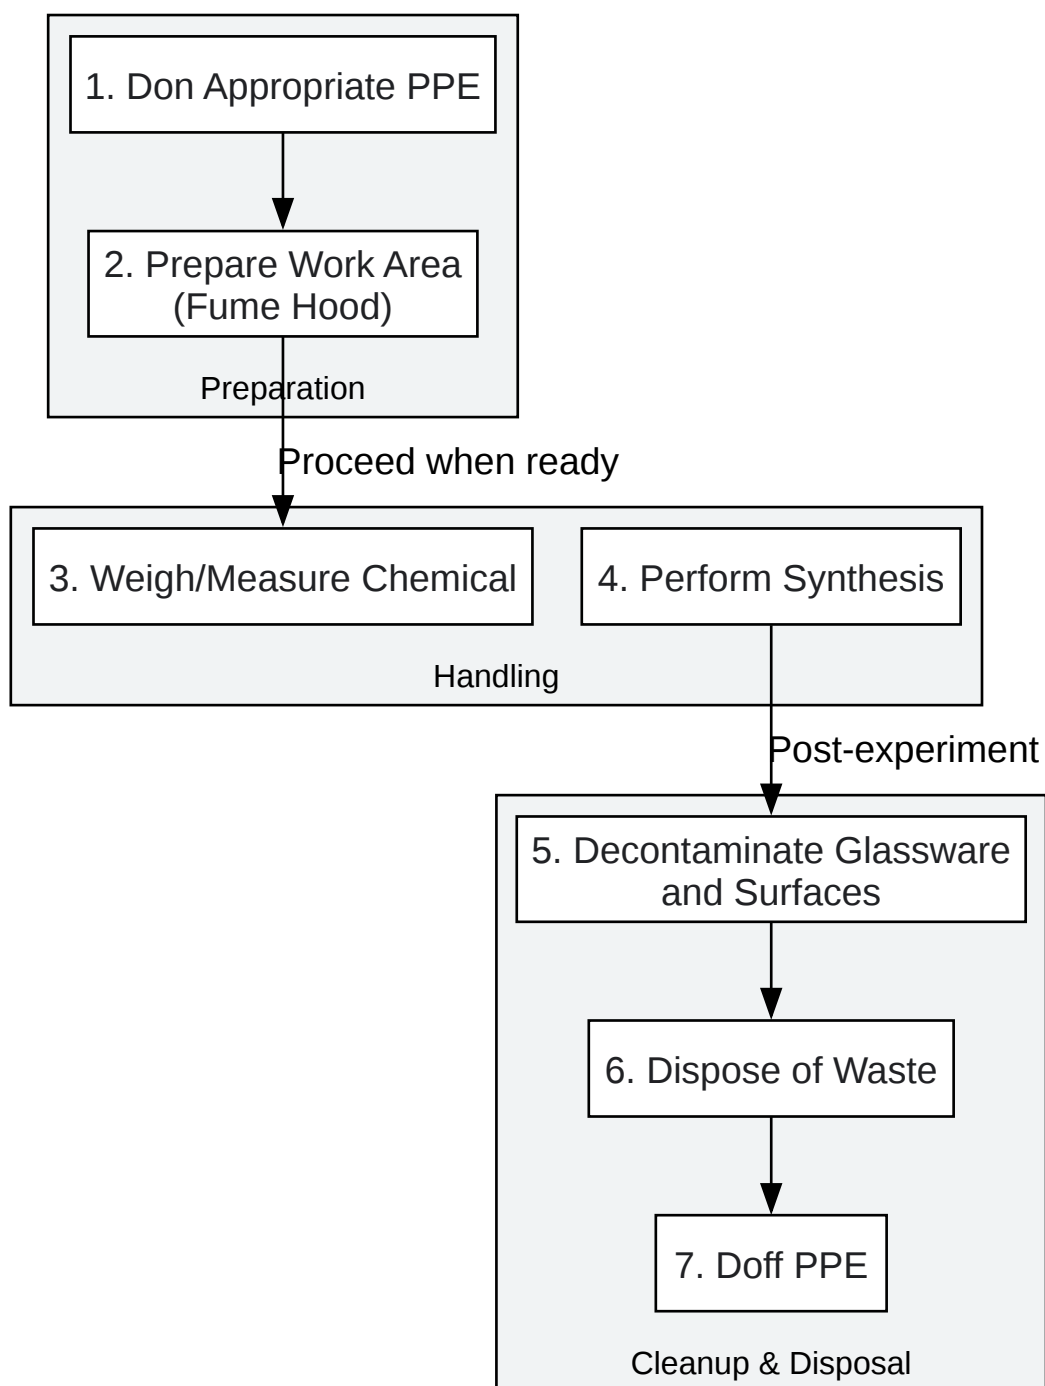 1. Don Appropriate PPE
2. Prepare Work Area
(Fume Hood)
Preparation
Proceed when ready
3. Weigh/Measure Chemical
4. Perform Synthesis
Handling
Post-experiment
5. Decontaminate Glassware
and Surfaces
6. Dispose of Waste
7. Doff PPE
Cleanup & Disposal